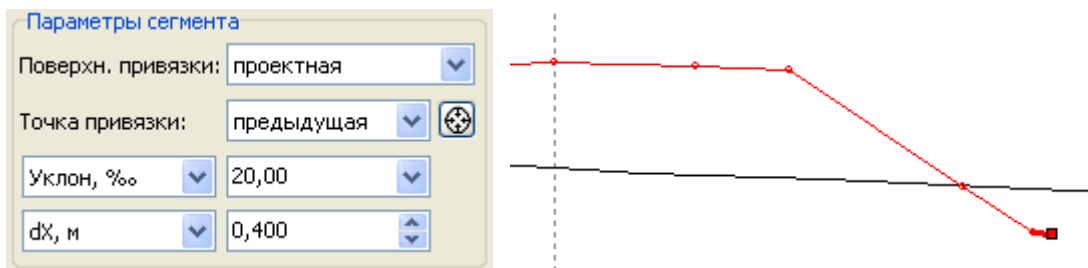 Параметры сегмента
Поверхн. привязки: проектная
Точка привязки: предыдущая
Уклон, ‰ 20,00
dX, м 0,400